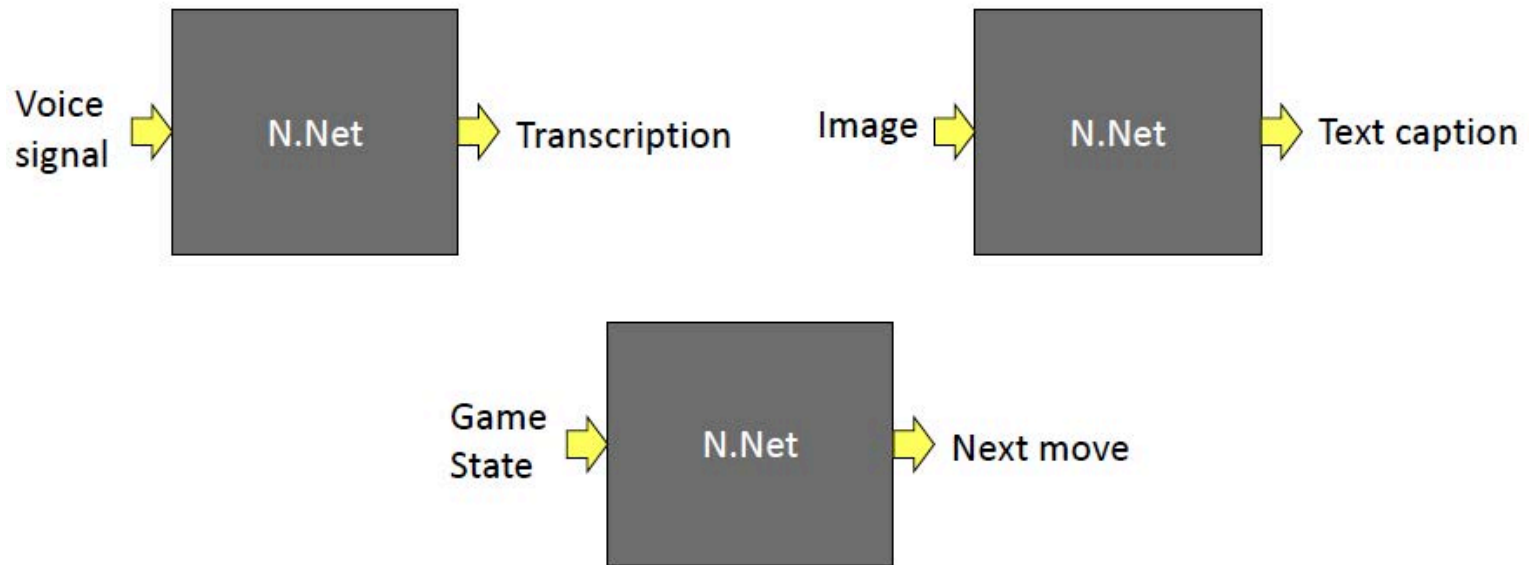 Voice
signal
N.Net
Transcription
Image
N.Net
Text caption
Game
State
N.Net
Next move